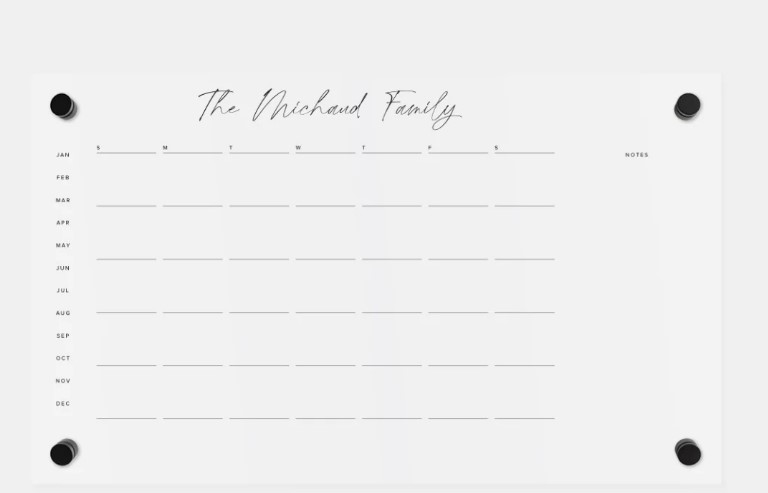 The Michaud Family
S M T W T F S
NOTES
JAN
FEB
MAR
APR
MAY
JUN
JUL
AUG
SEP
OCT
NOV
DEC